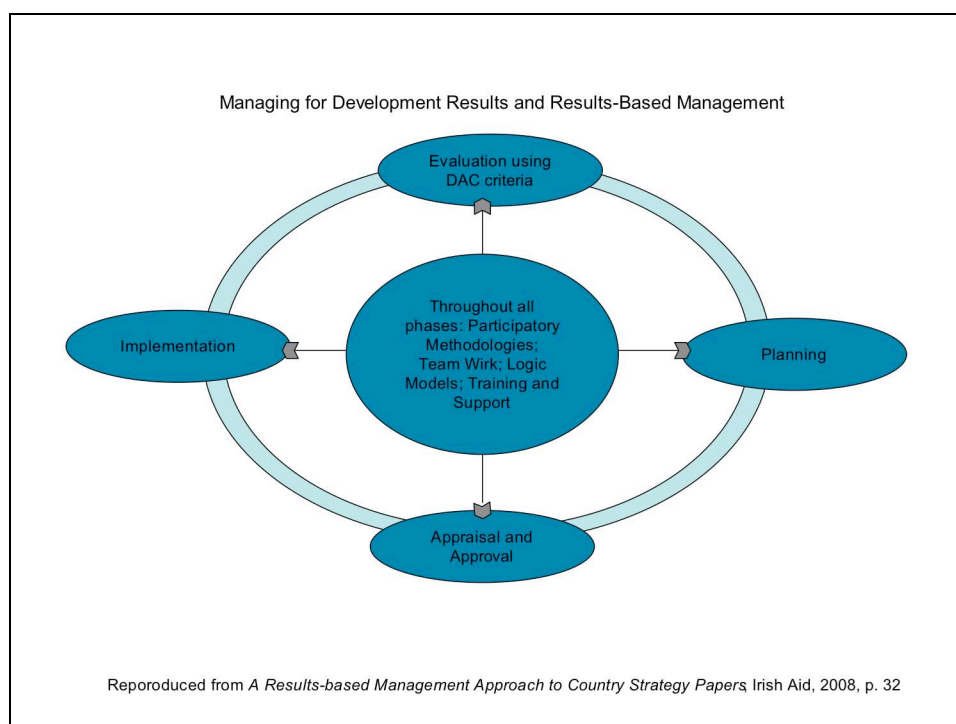 Managing for Development Results and Results-Based Management
Evaluation using
DAC criteria
Implementation
Throughout all
phases: Participatory
Methodologies;
Team Wirk; Logic
Models; Training and
Support
Planning
Appraisal and
Approval
Reporoduced from A Results-based Management Approach to Country Strategy Papers, Irish Aid, 2008, p. 32